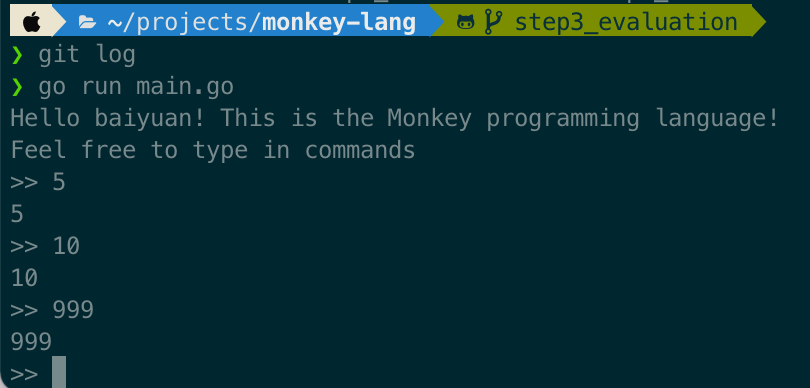 ~/projects/monkey-lang step3_evaluation
❯ git log
❯ go run main.go
Hello baiyuan! This is the Monkey programming language!
Feel free to type in commands
>> 5
5
>> 10
10
>> 999
999
>>